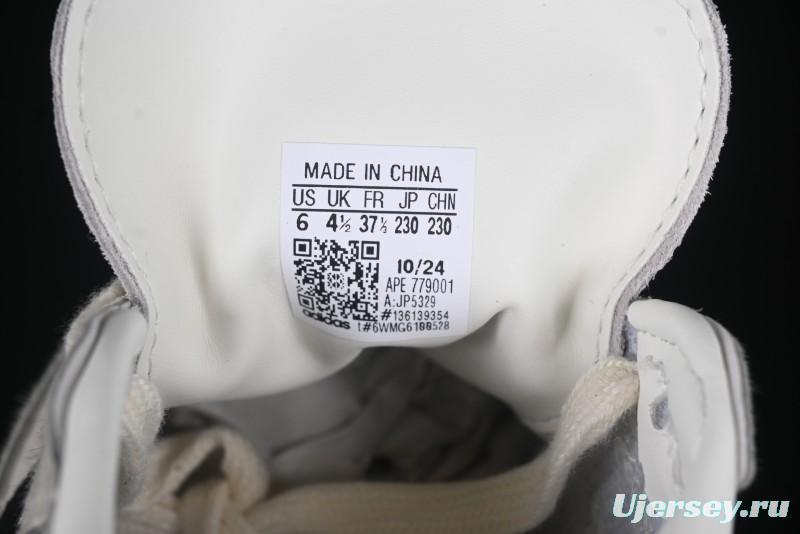 MADE IN CHINA
US UK FR JP CHN
6 4½ 37⅓ 230 230
10/24
APE 779001
A:JP5329
#136139354
adidas
t#6WMG6100528
Ujersey.ru